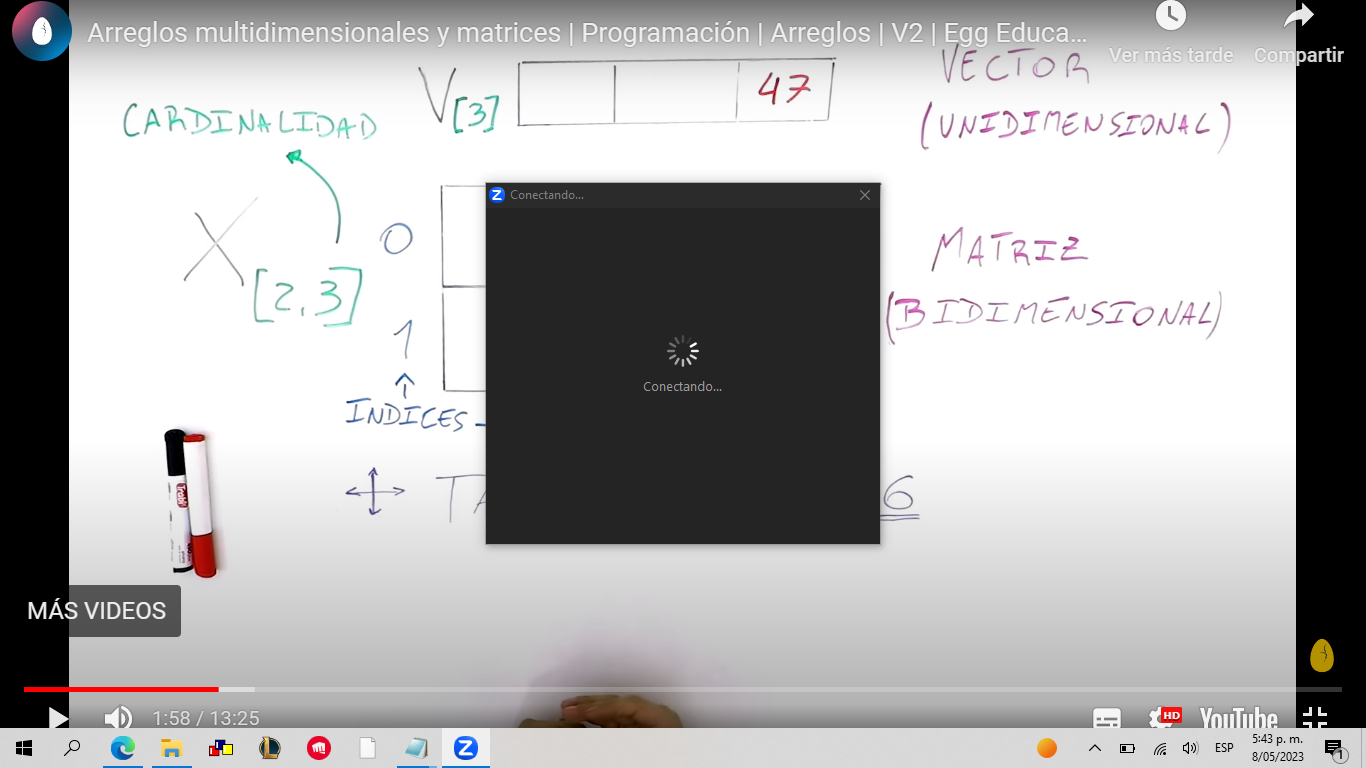 Arreglos multidimensionales y matrices | Programación | Arreglos | V2 | Egg Educa...
Ver más tarde
Compartir
V[3]
47
VECTOR
(UNIDIMENSIONAL)
CARDINALIDAD
X[2,3]
0
1
INDICES
MATRIZ
(BIDIMENSIONAL)
Conectando...
Conectando...
6
MÁS VIDEOS
1:58 / 13:25
HD
YouTube
ESP
5:43 p. m.
8/05/2023
1